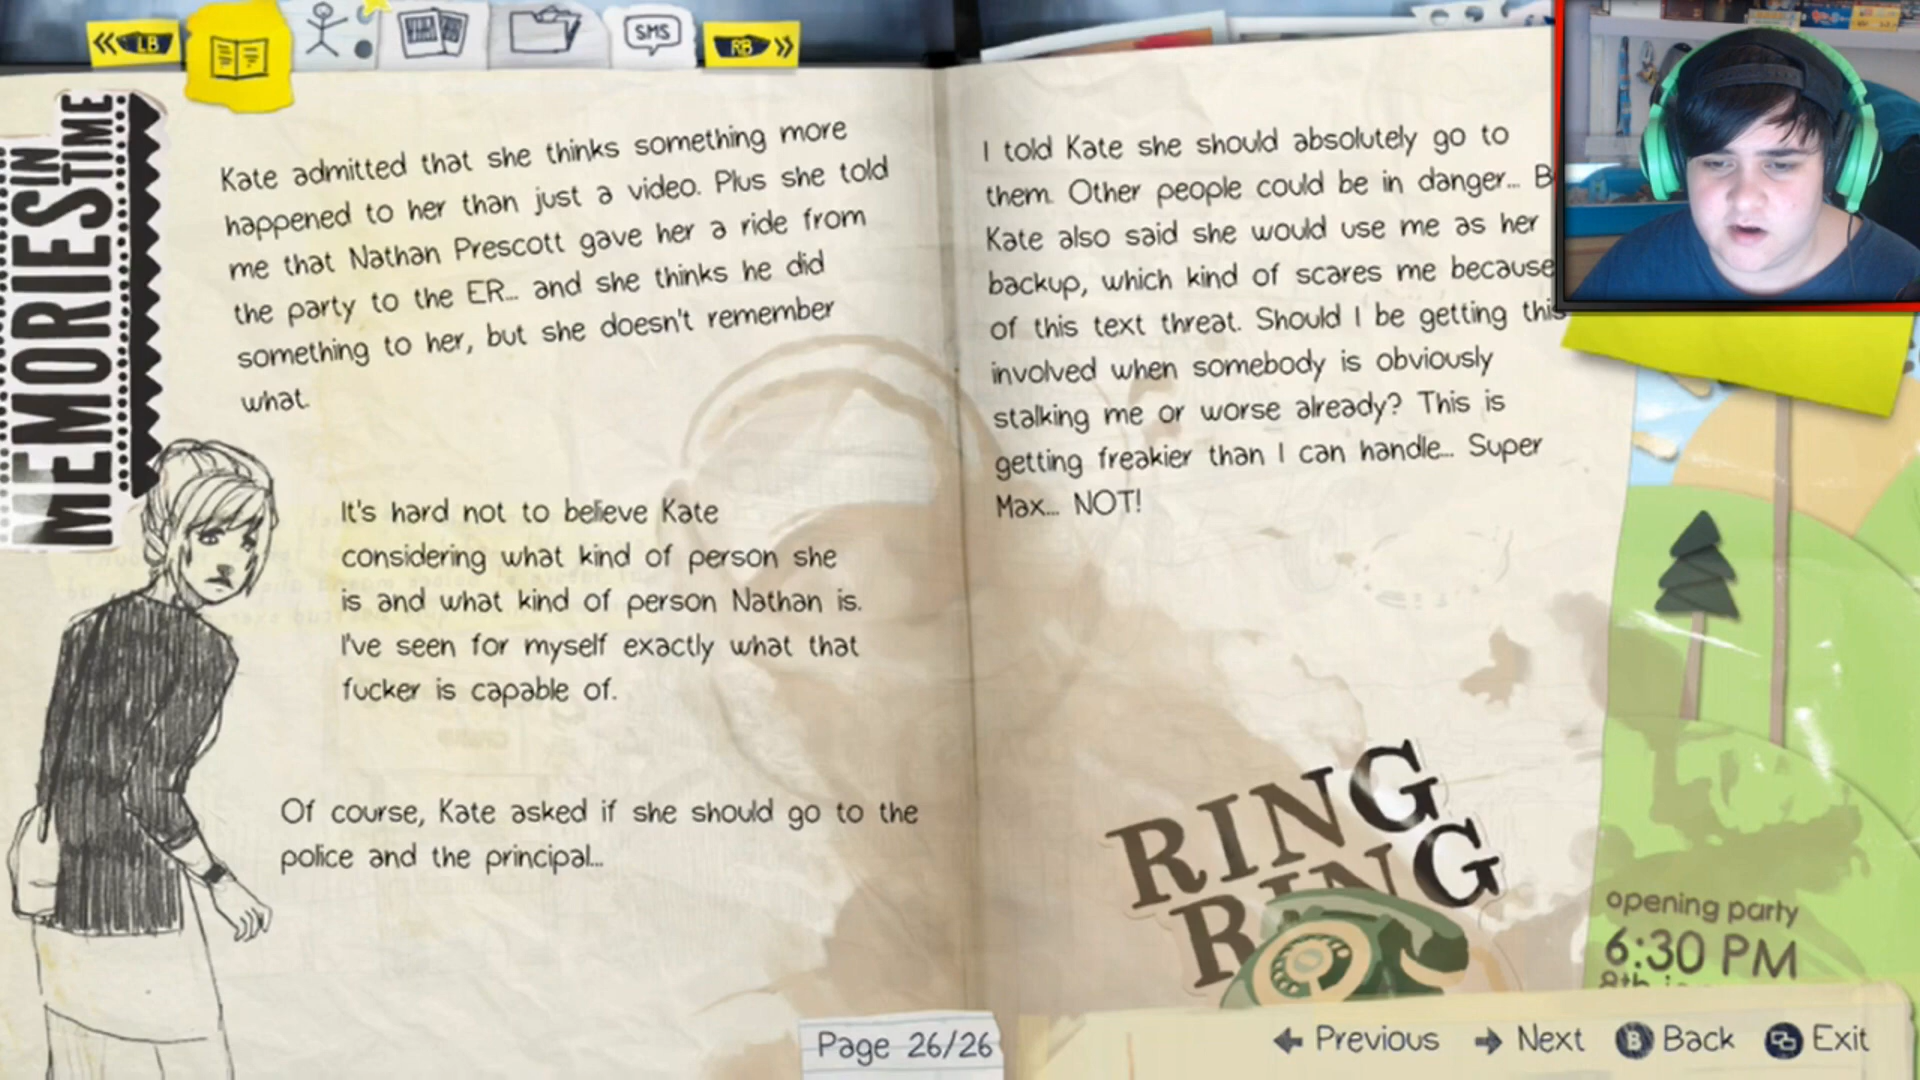 LB
SMS
RB
MEMORIES IN TIME
Kate admitted that she thinks something more
happened to her than just a video. Plus she told
me that Nathan Prescott gave her a ride from
the party to the ER... and she thinks he did
something to her, but she doesn't remember
what.
It's hard not to believe Kate
considering what kind of person she
is and what kind of person Nathan is.
I've seen for myself exactly what that
fucker is capable of.
Of course, Kate asked if she should go to the
police and the principal...
I told Kate she should absolutely go to
them. Other people could be in danger... B
Kate also said she would use me as her
backup, which kind of scares me because
of this text threat. Should I be getting this
involved when somebody is obviously
stalking me or worse already? This is
getting freakier than I can handle... Super
Max... NOT!
RING
RING
opening party
6:30 PM
8th
Page 26/26
Previous
Next
B Back
Exit